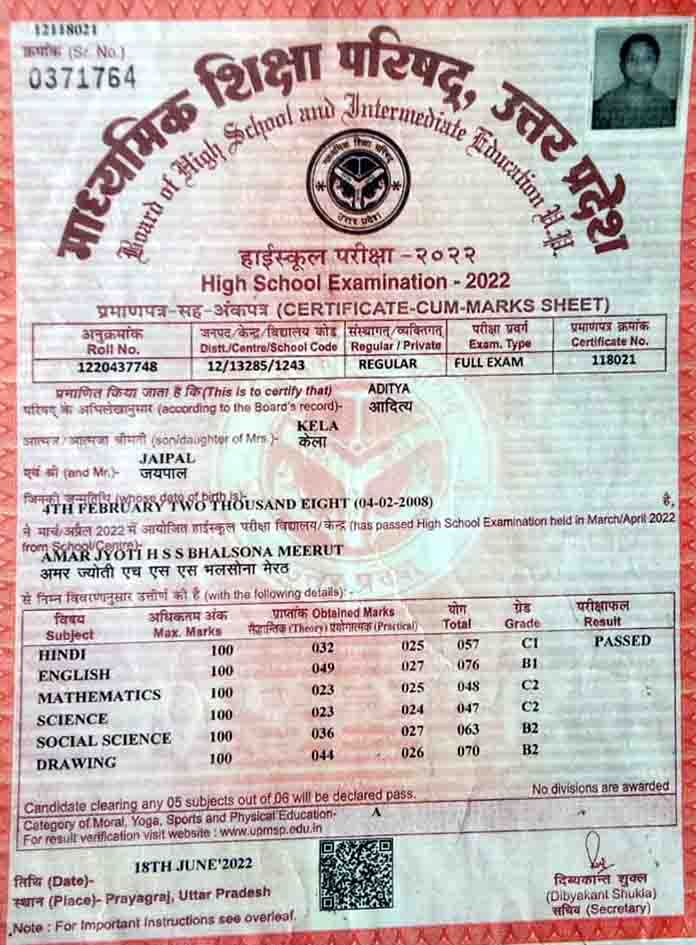 12118021
क्रमांक (Sr. No.)
0371764
माध्यमिक शिक्षा परिषद्, उत्तर प्रदेश
Board of High School and Intermediate Education U.P.
माध्यमिक शिक्षा परिषद्
उत्तर प्रदेश
हाईस्कूल परीक्षा - २०२२
High School Examination - 2022
प्रमाणपत्र-सह-अंकपत्र (CERTIFICATE-CUM-MARKS SHEET)
अनुक्रमांक जनपद/केन्द्र/विद्यालय कोड संस्थागत/व्यक्तिगत परीक्षा प्रवर्ग प्रमाणपत्र क्रमांक
Roll No. Distt./Centre/School Code Regular / Private Exam. Type Certificate No.
1220437748 12/13285/1243 REGULAR FULL EXAM 118021
प्रमाणित किया जाता है कि (This is to certify that) ADITYA
परिषद् के अभिलेखानुसार (according to the Board's record)- आदित्य
KELA
आत्मज/आत्मजा श्रीमती (son/daughter of Mrs.)- केला
JAIPAL
एवं श्री (and Mr.)- जयपाल
जिनकी जन्मतिथि (whose date of birth is)-
4TH FEBRUARY TWO THOUSAND EIGHT (04-02-2008) है,
ने मार्च/अप्रैल 2022 में आयोजित हाईस्कूल परीक्षा विद्यालय/केन्द्र (has passed High School Examination held in March/April 2022
from School/Centre)-
AMAR JYOTI H S S BHALSONA MEERUT
अमर ज्योती एच एस एस भलसोना मेरठ
से निम्न विवरणनुसार उत्तीर्ण की है (with the following details):-
विषय अधिकतम अंक प्राप्तांक Obtained Marks योग ग्रेड परीक्षाफल
Subject Max. Marks सैद्धान्तिक (Theory) प्रयोगात्मक (Practical) Total Grade Result
HINDI 100 032 025 057 C1 PASSED
ENGLISH 100 049 027 076 B1
MATHEMATICS 100 023 025 048 C2
SCIENCE 100 023 024 047 C2
SOCIAL SCIENCE 100 036 027 063 B2
DRAWING 100 044 026 070 B2
Candidate clearing any 05 subjects out of 06 will be declared pass. No divisions are awarded
Category of Moral, Yoga, Sports and Physical Education- A
For result verification visit website : www.upmsp.edu.in
18TH JUNE'2022
तिथि (Date)-
स्थान (Place)- Prayagraj, Uttar Pradesh
Note : For Important Instructions see overleaf.
दिब्यकान्त शुक्ल
(Dibyakant Shukla)
सचिव (Secretary)